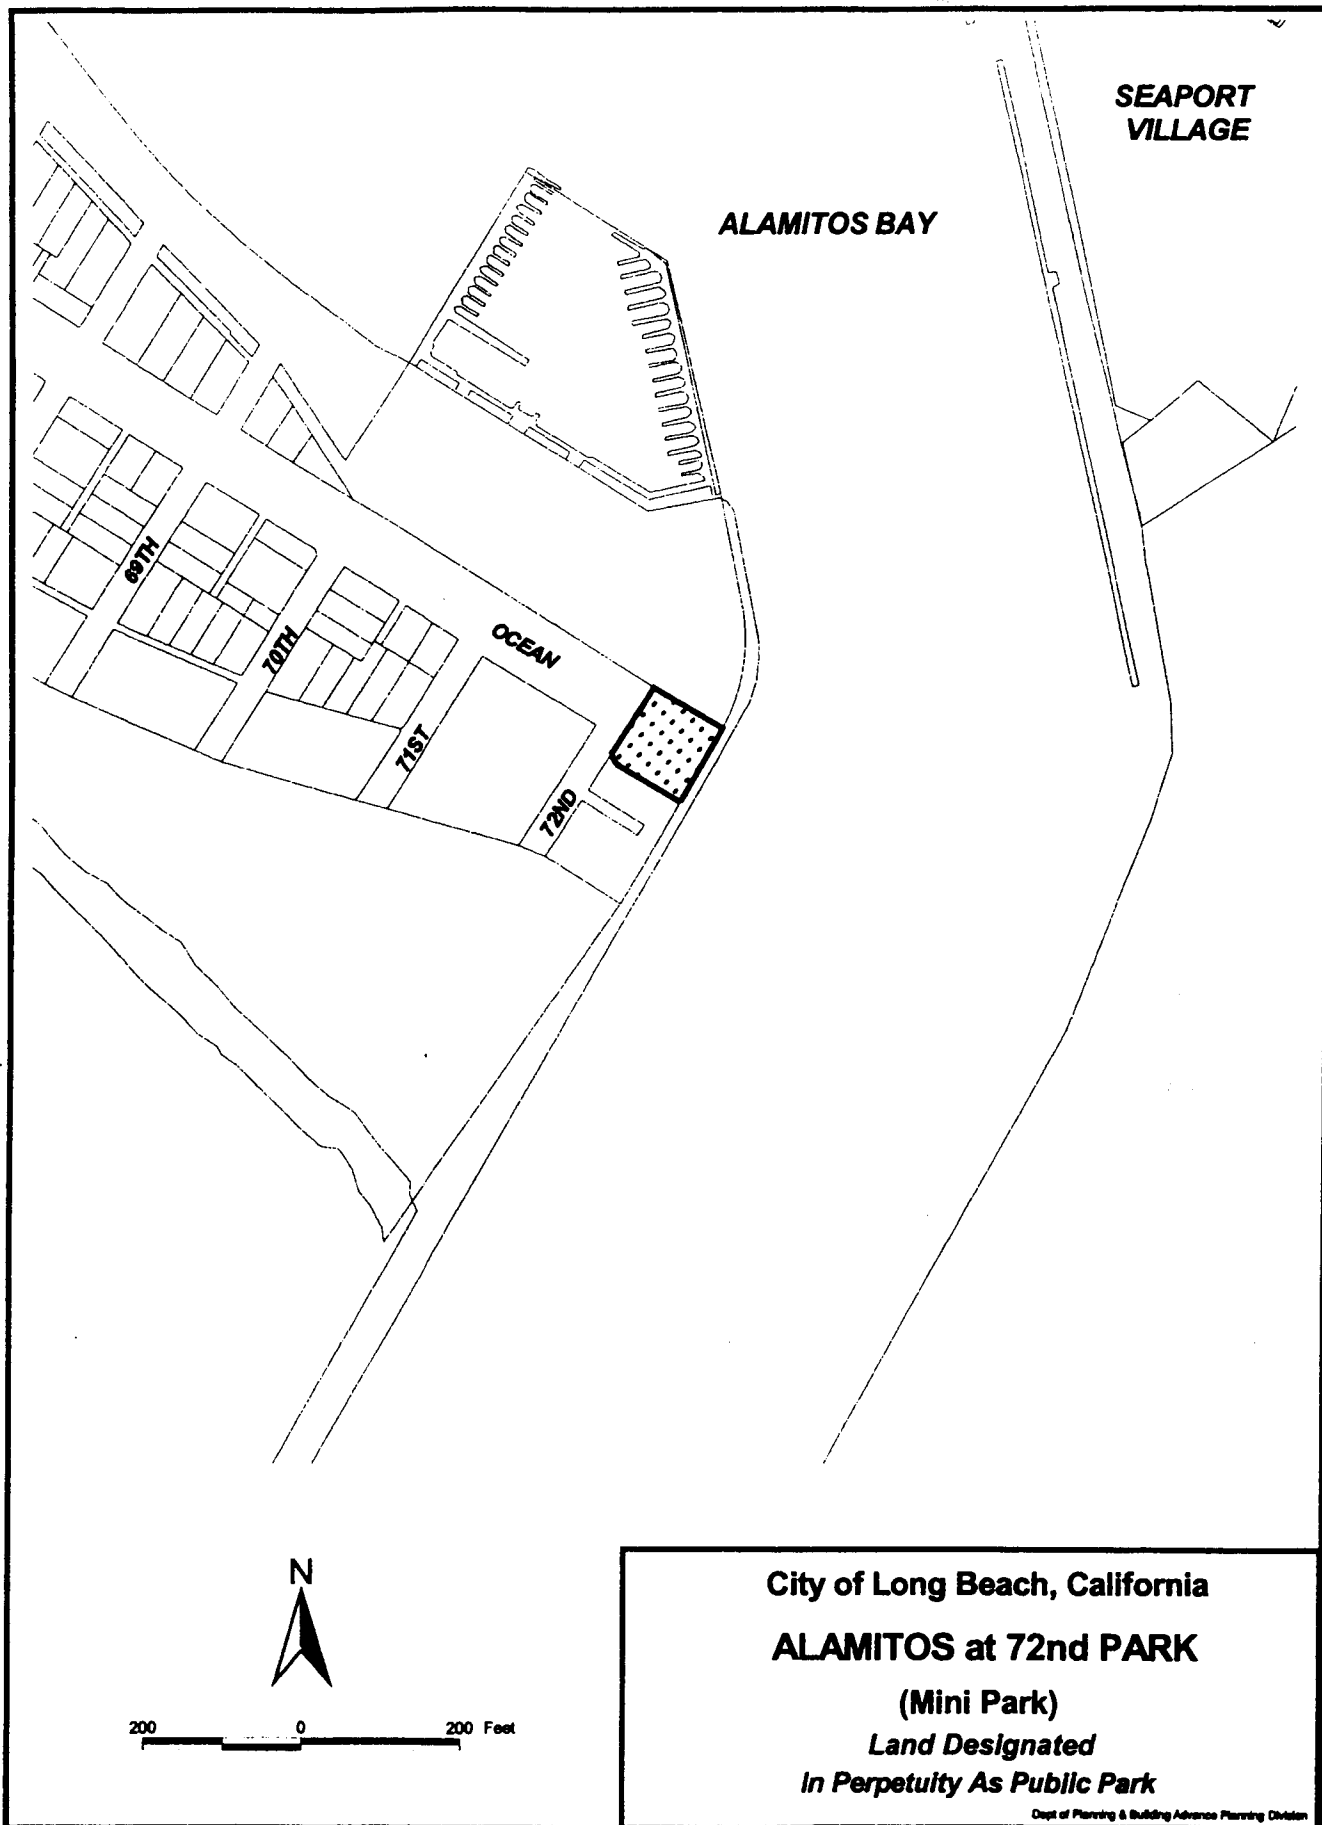 SEAPORT
VILLAGE
ALAMITOS BAY
69TH
70TH
OCEAN
71ST
72ND
N
200 0 200 Feet
City of Long Beach, California
ALAMITOS at 72nd PARK
(Mini Park)
Land Designated
In Perpetuity As Public Park
Dept of Planning & Building Advance Planning Division